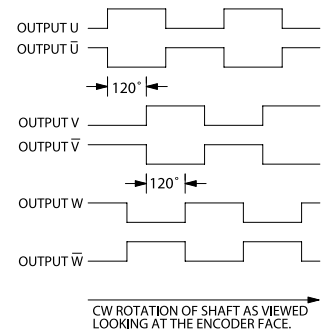 OUTPUT U
OUTPUT U̅
120˚
OUTPUT V
OUTPUT V̅
120˚
OUTPUT W
OUTPUT W̅
CW ROTATION OF SHAFT AS VIEWED
LOOKING AT THE ENCODER FACE.